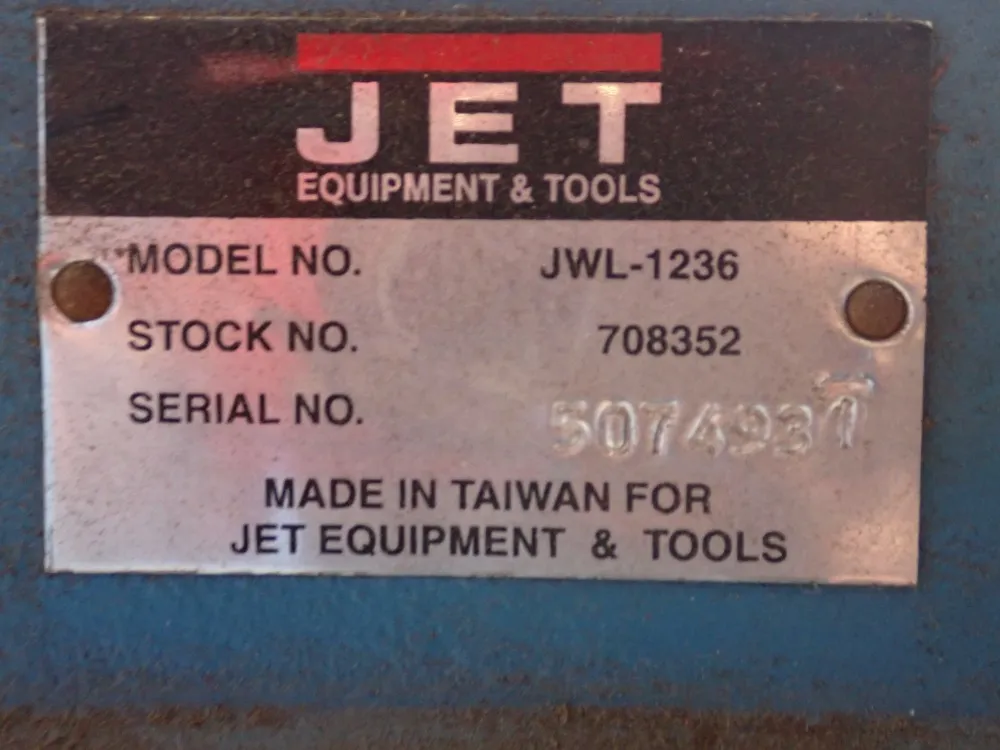 JET
EQUIPMENT & TOOLS
MODEL NO. JWL-1236
STOCK NO. 708352
SERIAL NO. 5074937
MADE IN TAIWAN FOR
JET EQUIPMENT & TOOLS